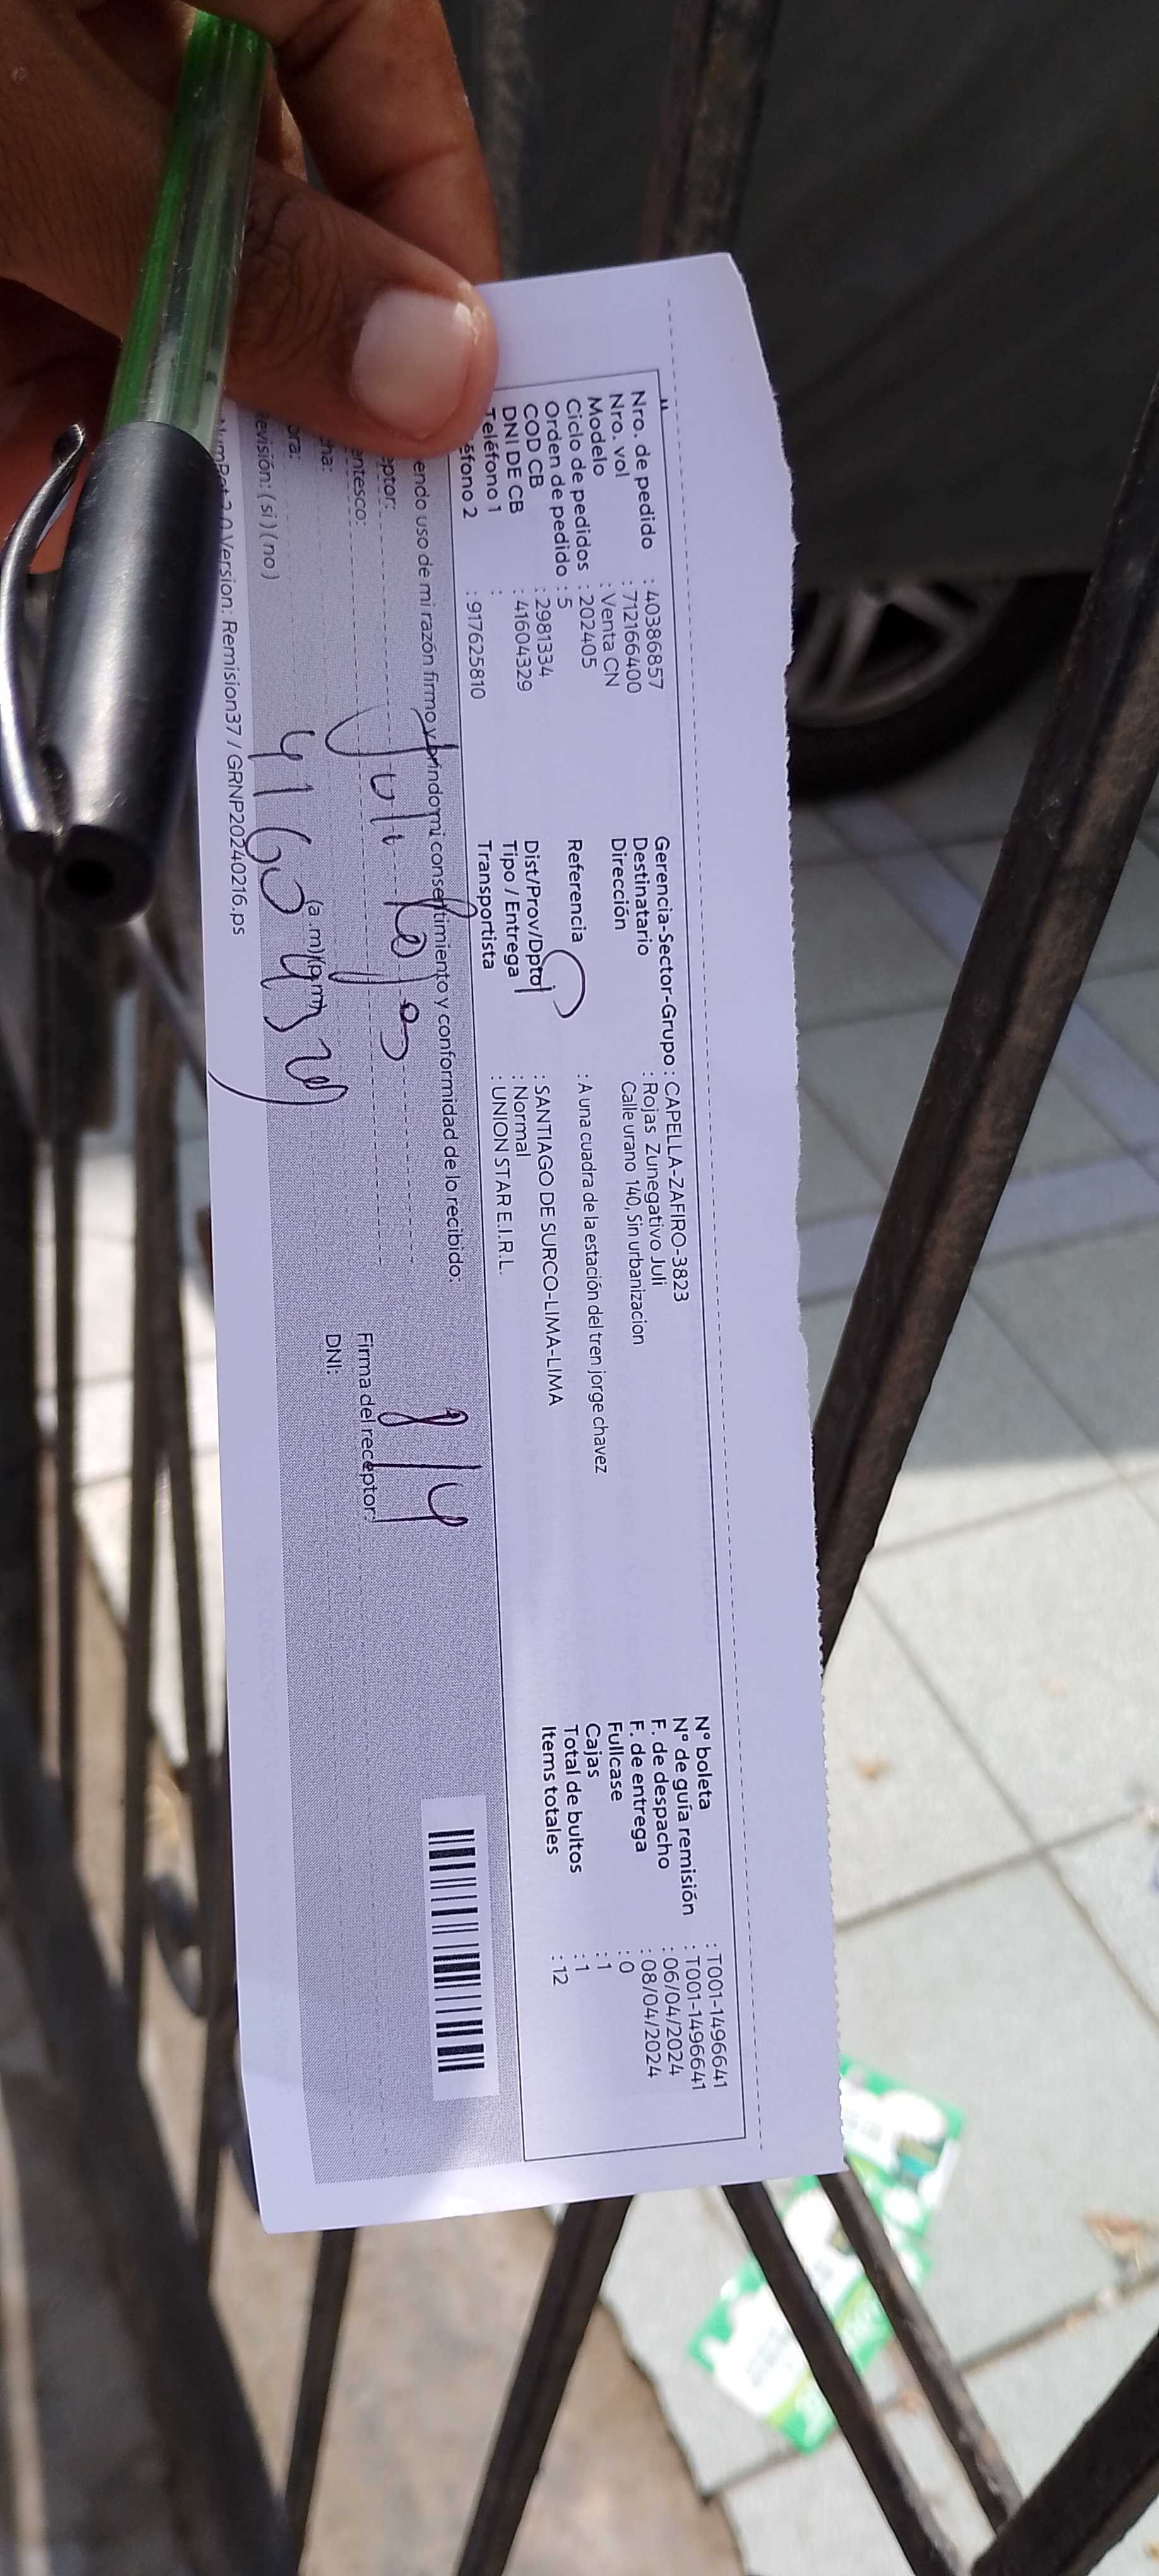 Nro. de pedido : 40386857
Nro. vol : 712166400
Modelo : Venta CN
Ciclo de pedidos : 202405
Orden de pedido : 5
COD CB : 2981334
DNI DE CB : 41604329
Teléfono 1 :
éfono 2 : 917625810
Gerencia-Sector-Grupo : CAPELLA-ZAFIRO-3823
Destinatario : Rojas Zunegativo Juli
Dirección Calle urano 140, Sin urbanizacion
Referencia : A una cuadra de la estación del tren jorge chavez
Dist/Prov/Dpto : SANTIAGO DE SURCO-LIMA-LIMA
Tipo / Entrega : Normal
Transportista : UNION STAR E.I.R.L.
N° boleta : T001-1496641
N° de guía remisión : T001-1496641
F. de despacho : 06/04/2024
F. de entrega : 08/04/2024
Fullcase : 0
Cajas : 1
Total de bultos : 1
Items totales : 12
endo uso de mi razón firmo y brindo mi consentimiento y conformidad de lo recibido:
eptor:
entesco:
Juli
Firma del receptor:
ha:
DNI:
ora: (a.m)(p.m)
evisión: ( si ) ( no )
Version: Remision37 / GRNP20240216.ps